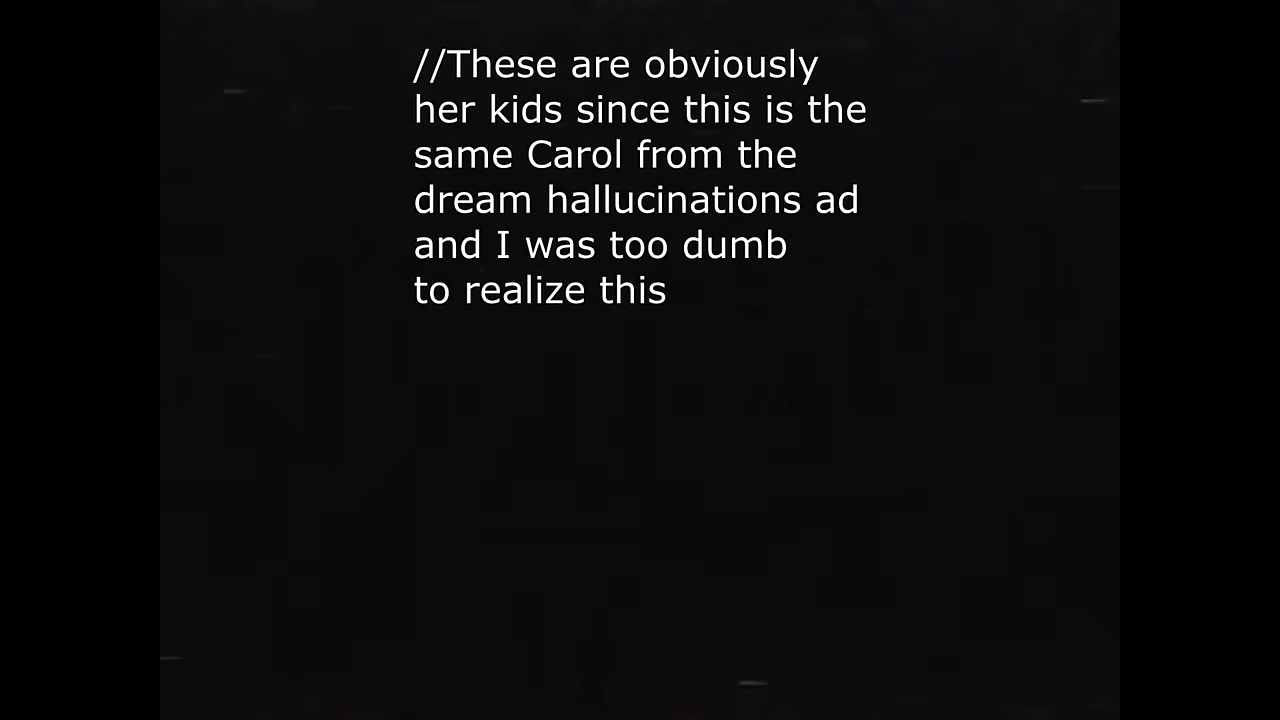 //These are obviously
her kids since this is the
same Carol from the
dream hallucinations ad
and I was too dumb
to realize this